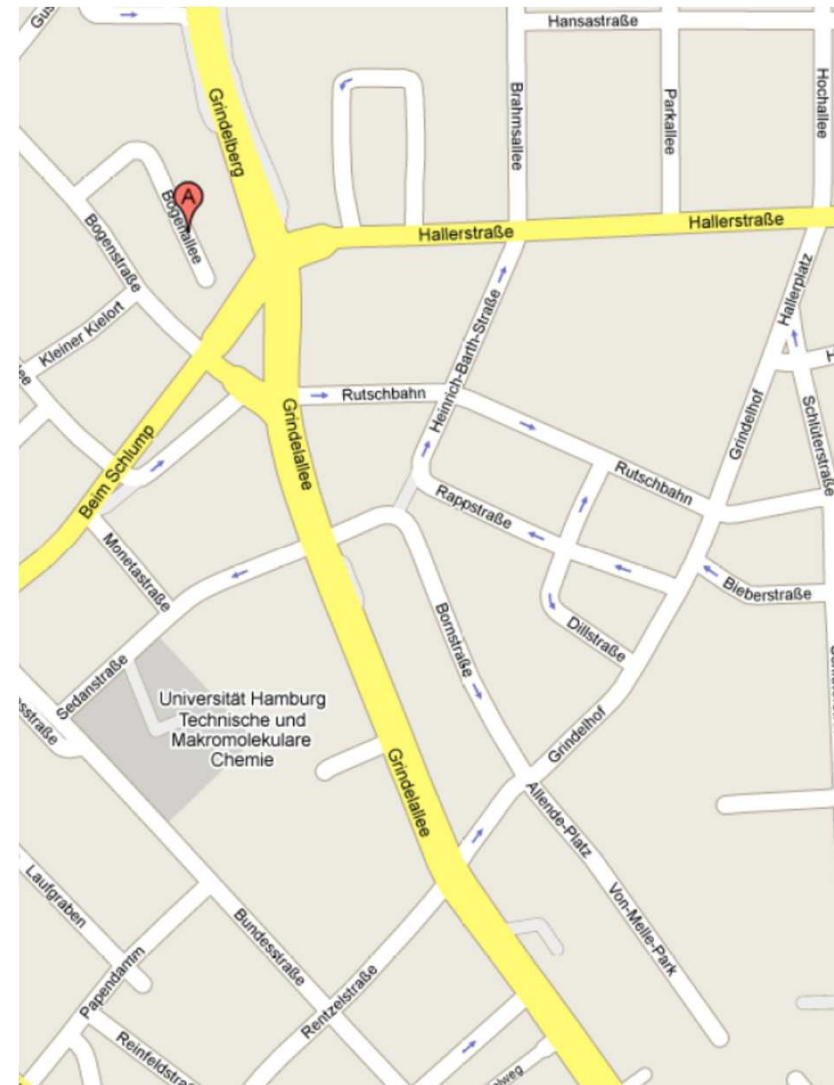 Hansastraße
Grindelberg
Brahmsallee
Parkallee
Hochallee
A
Bogenallee
Bogenstraße
Hallerstraße
Hallerstraße
Hallerplatz
Kleiner Kielort
Heinrich-Barth-Straße
Rutschbahn
Grindelallee
Grindelhof
Schlüterstraße
Beim Schlump
Rutschbahn
Rappstraße
Monetastraße
Bieberstraße
Bornstraße
Dillstraße
Sedanstraße
Universität Hamburg
Technische und
Makromolekulare
Chemie
Grindelhof
Grindelallee
Allende-Platz
Laufgraben
Bundesstraße
Von-Melle-Park
Papendamm
Rentzelstraße